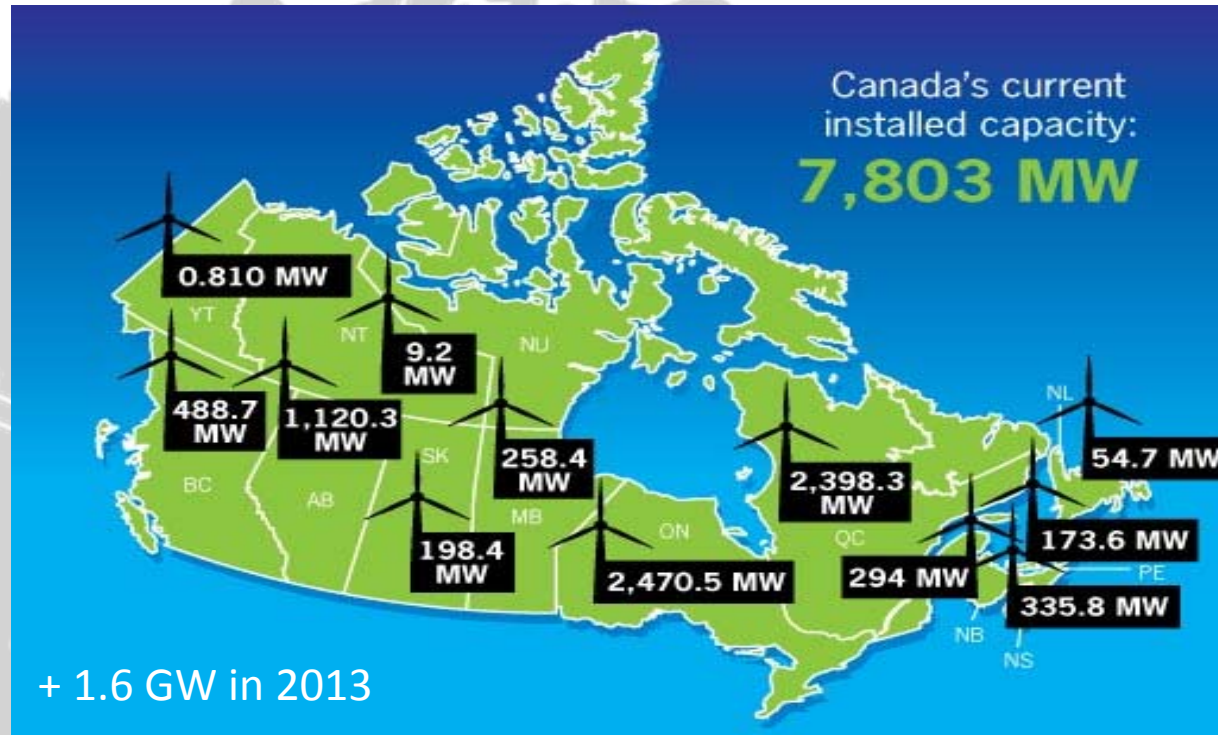 Canada's current
installed capacity:
7,803 MW
0.810 MW
YT
NT
NU
9.2
MW
488.7
MW
1,120.3
MW
258.4
MW
2,398.3
MW
NL
54.7 MW
BC
AB
SK
198.4
MW
MB
ON
2,470.5 MW
QC
294 MW
173.6 MW
PE
335.8 MW
NB
NS
+ 1.6 GW in 2013